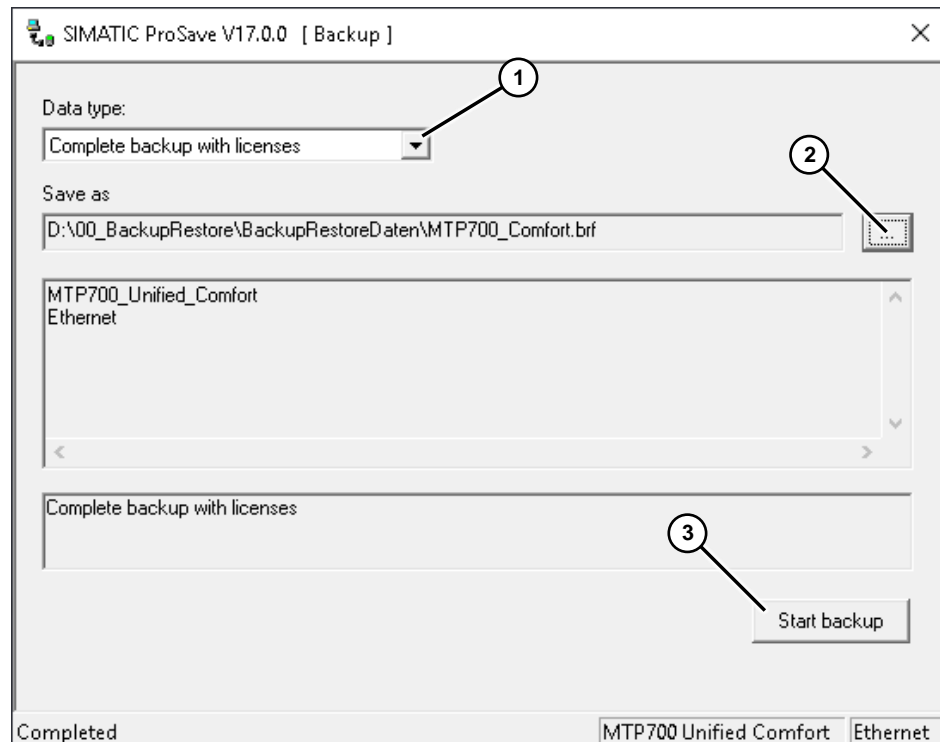 SIMATIC ProSave V17.0.0 [ Backup ]
1
Data type:
Complete backup with licenses
2
Save as
D:\00_BackupRestore\BackupRestoreDaten\MTP700_Comfort.brf
...
MTP700_Unified_Comfort
Ethernet
Complete backup with licenses
3
Start backup
Completed
MTP700 Unified Comfort
Ethernet